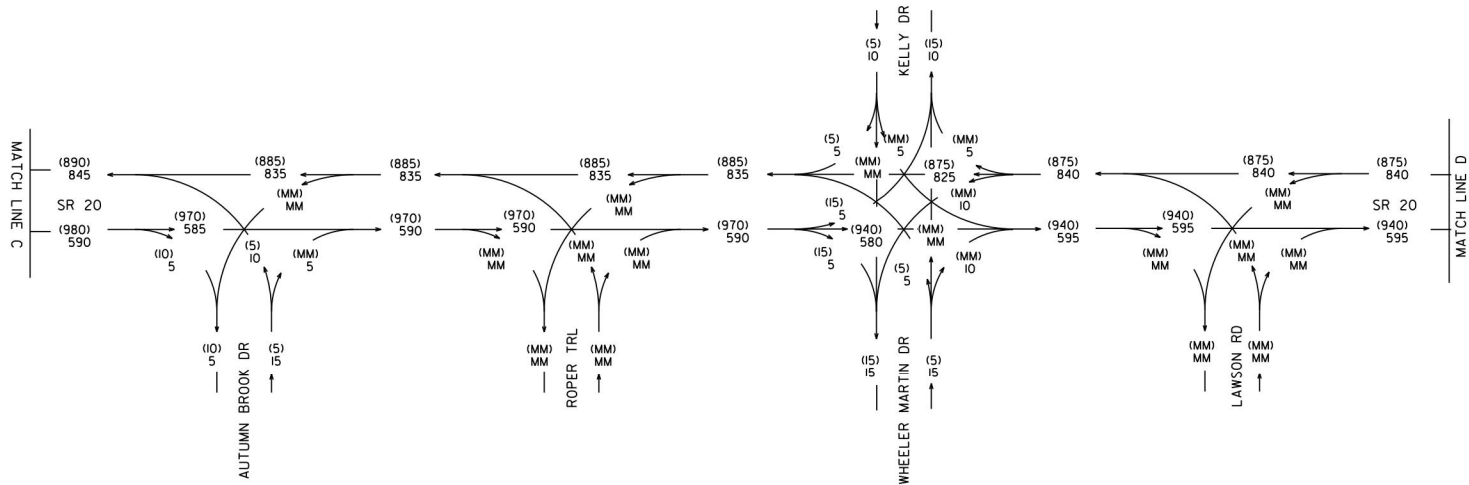 KELLY DR
(5)
10
(15)
10
MATCH LINE C
(890)
845
(885)
835
(885)
835
(885)
835
(885)
835
(5)
5
(MM)
5
(MM)
MM
(875)
825
(MM)
5
(875)
840
(875)
840
(875)
840
MATCH LINE D
(MM)
MM
(MM)
MM
(MM)
10
(MM)
MM
SR 20
SR 20
(980)
590
(970)
585
(970)
590
(970)
590
(970)
590
(15)
5
(940)
580
(MM)
MM
(940)
595
(940)
595
(940)
595
(10)
5
(5)
10
(MM)
5
(MM)
MM
(MM)
MM
(MM)
MM
(15)
5
(5)
5
(MM)
10
(MM)
MM
(MM)
MM
(MM)
MM
(10)
5
AUTUMN BROOK DR
(5)
15
(MM)
MM
ROPER TRL
(MM)
MM
(15)
15
WHEELER MARTIN DR
(5)
15
(MM)
MM
LAWSON RD
(MM)
MM